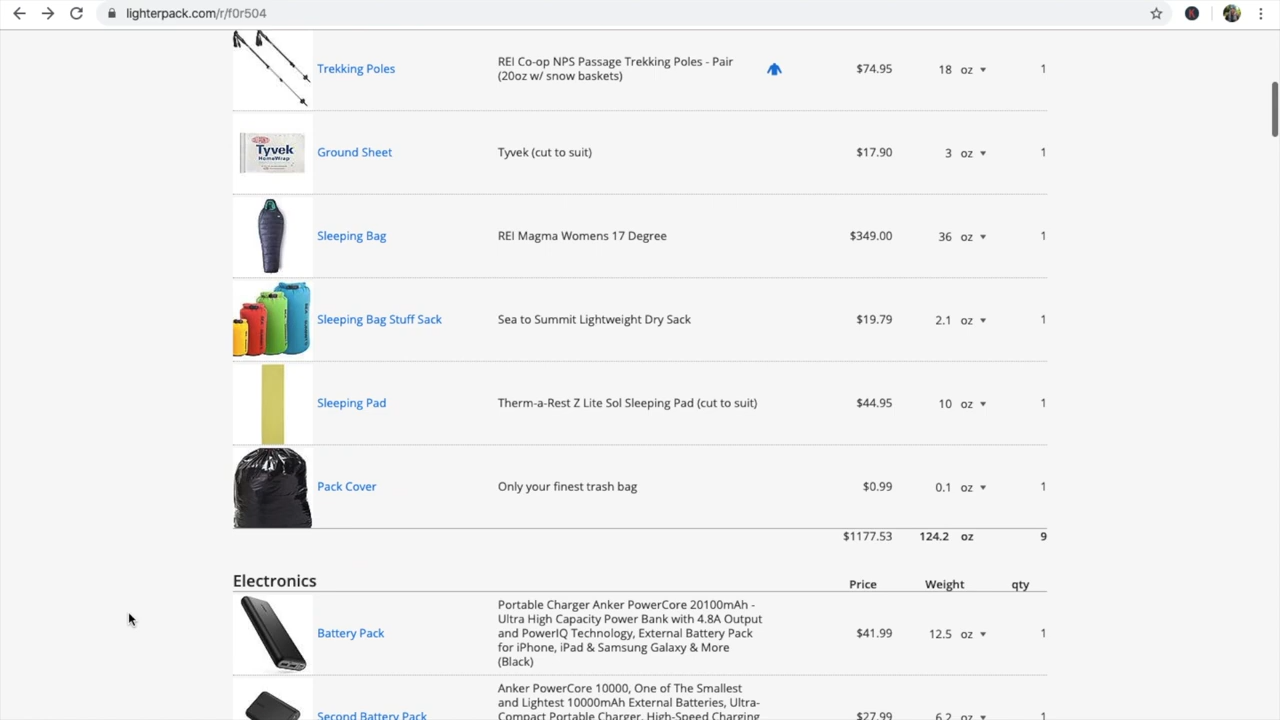 lighterpack.com/r/f0r504
K
Trekking Poles
REI Co-op NPS Passage Trekking Poles - Pair
(20oz w/ snow baskets)
$74.95
18 oz
1
Tyvek
HomeWrap
Ground Sheet
Tyvek (cut to suit)
$17.90
3 oz
1
Sleeping Bag
REI Magma Womens 17 Degree
$349.00
36 oz
1
Sleeping Bag Stuff Sack
Sea to Summit Lightweight Dry Sack
$19.79
2.1 oz
1
Sleeping Pad
Therm-a-Rest Z Lite Sol Sleeping Pad (cut to suit)
$44.95
10 oz
1
Pack Cover
Only your finest trash bag
$0.99
0.1 oz
1
$1177.53
124.2 oz
9
Electronics
Price
Weight
qty
Battery Pack
Portable Charger Anker PowerCore 20100mAh -
Ultra High Capacity Power Bank with 4.8A Output
and PowerIQ Technology, External Battery Pack
for iPhone, iPad & Samsung Galaxy & More
(Black)
$41.99
12.5 oz
1
Second Battery Pack
Anker PowerCore 10000, One of The Smallest
and Lightest 10000mAh External Batteries, Ultra-
Compact Portable Charger, High-Speed Charging
$27.99
6.2 oz
1